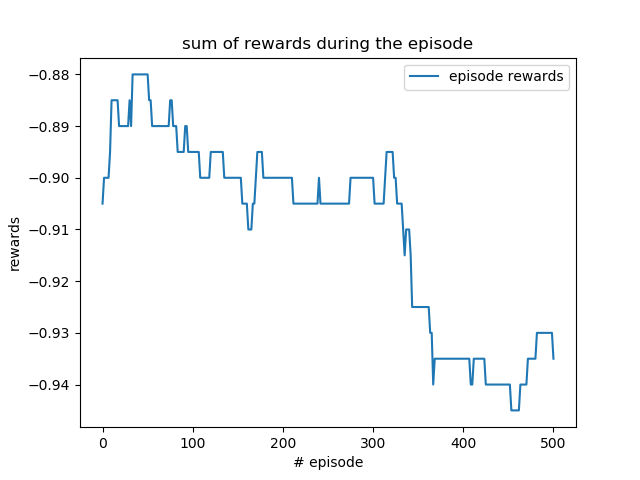 sum of rewards during the episode
episode rewards
−0.88
−0.89
−0.90
−0.91
−0.92
−0.93
−0.94
rewards
0 100 200 300 400 500
# episode